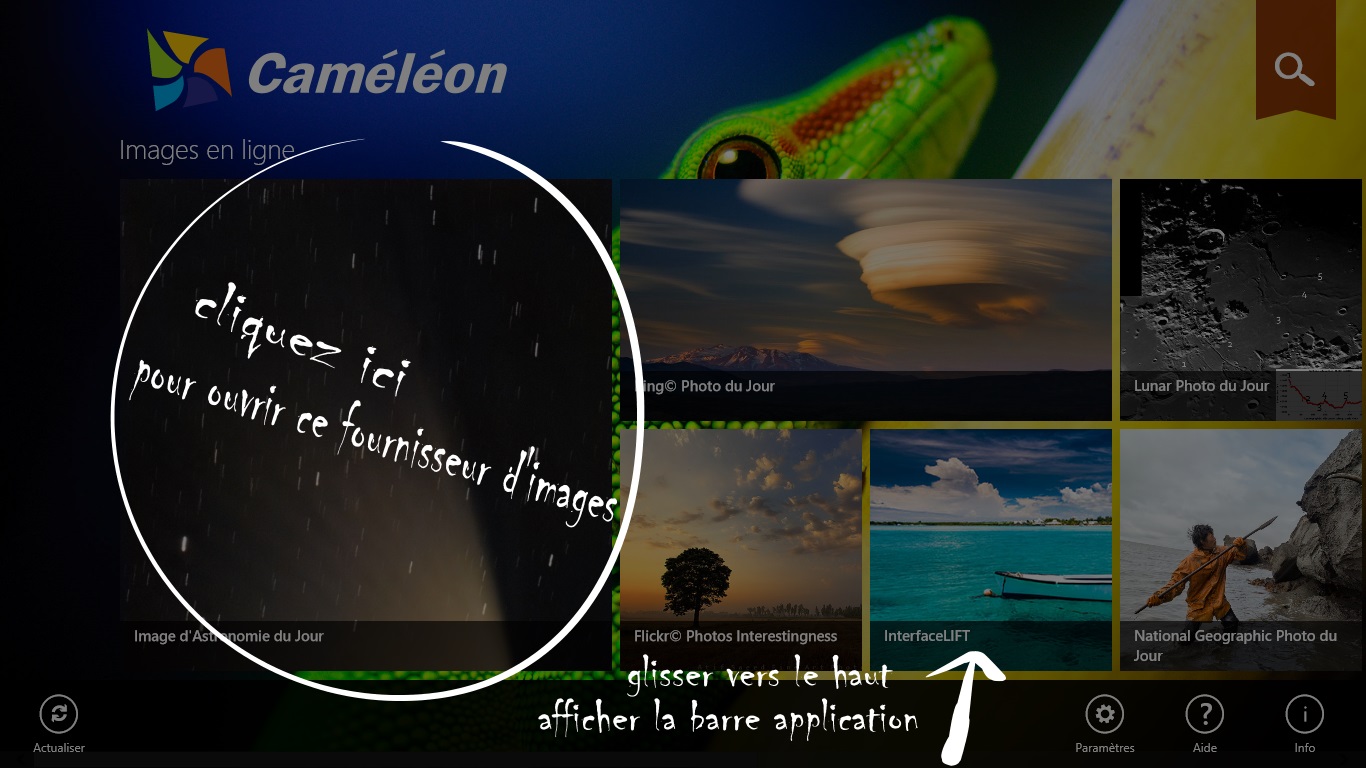 Caméléon
Images en ligne
cliquez ici
pour ouvrir ce fournisseur d'images
Image d'Astronomie du Jour
ing© Photo du Jour
Lunar Photo du Jour
5
4
3
1
Flickr© Photos Interestingness
InterfaceLIFT
National Geographic Photo du
Jour
glisser vers le haut
afficher la barre application
Actualiser
Paramètres
Aide
Info